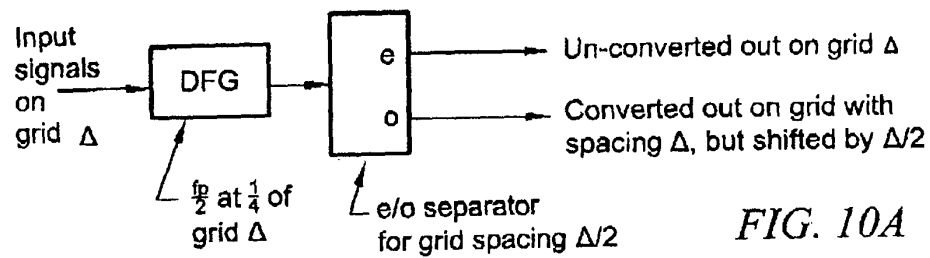 Input
signals
on
grid Δ
DFG
e
o
Un-converted out on grid Δ
Converted out on grid with
spacing Δ, but shifted by Δ/2
fp/2 at 1/4 of
grid Δ
e/o separator
for grid spacing Δ/2
FIG. 10A